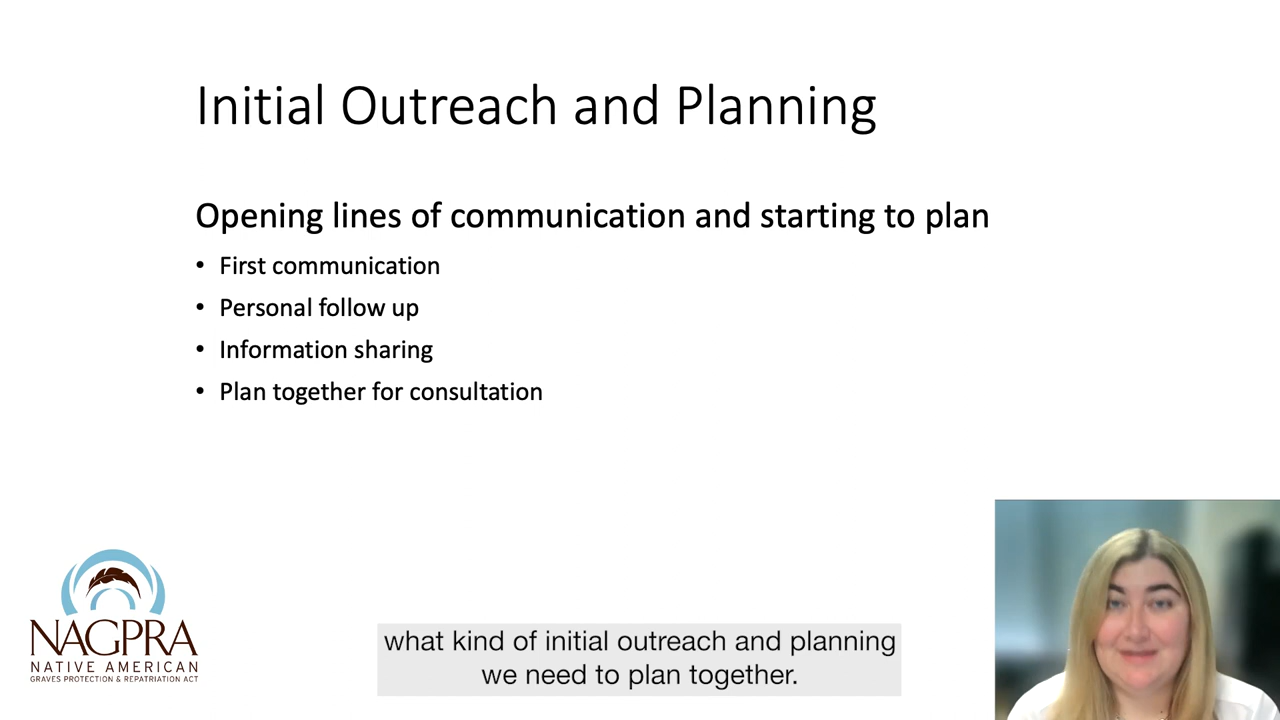 Initial Outreach and Planning
Opening lines of communication and starting to plan
• First communication
• Personal follow up
• Information sharing
• Plan together for consultation
NAGPRA
NATIVE AMERICAN
GRAVES PROTECTION & REPATRIATION ACT
what kind of initial outreach and planning
we need to plan together.